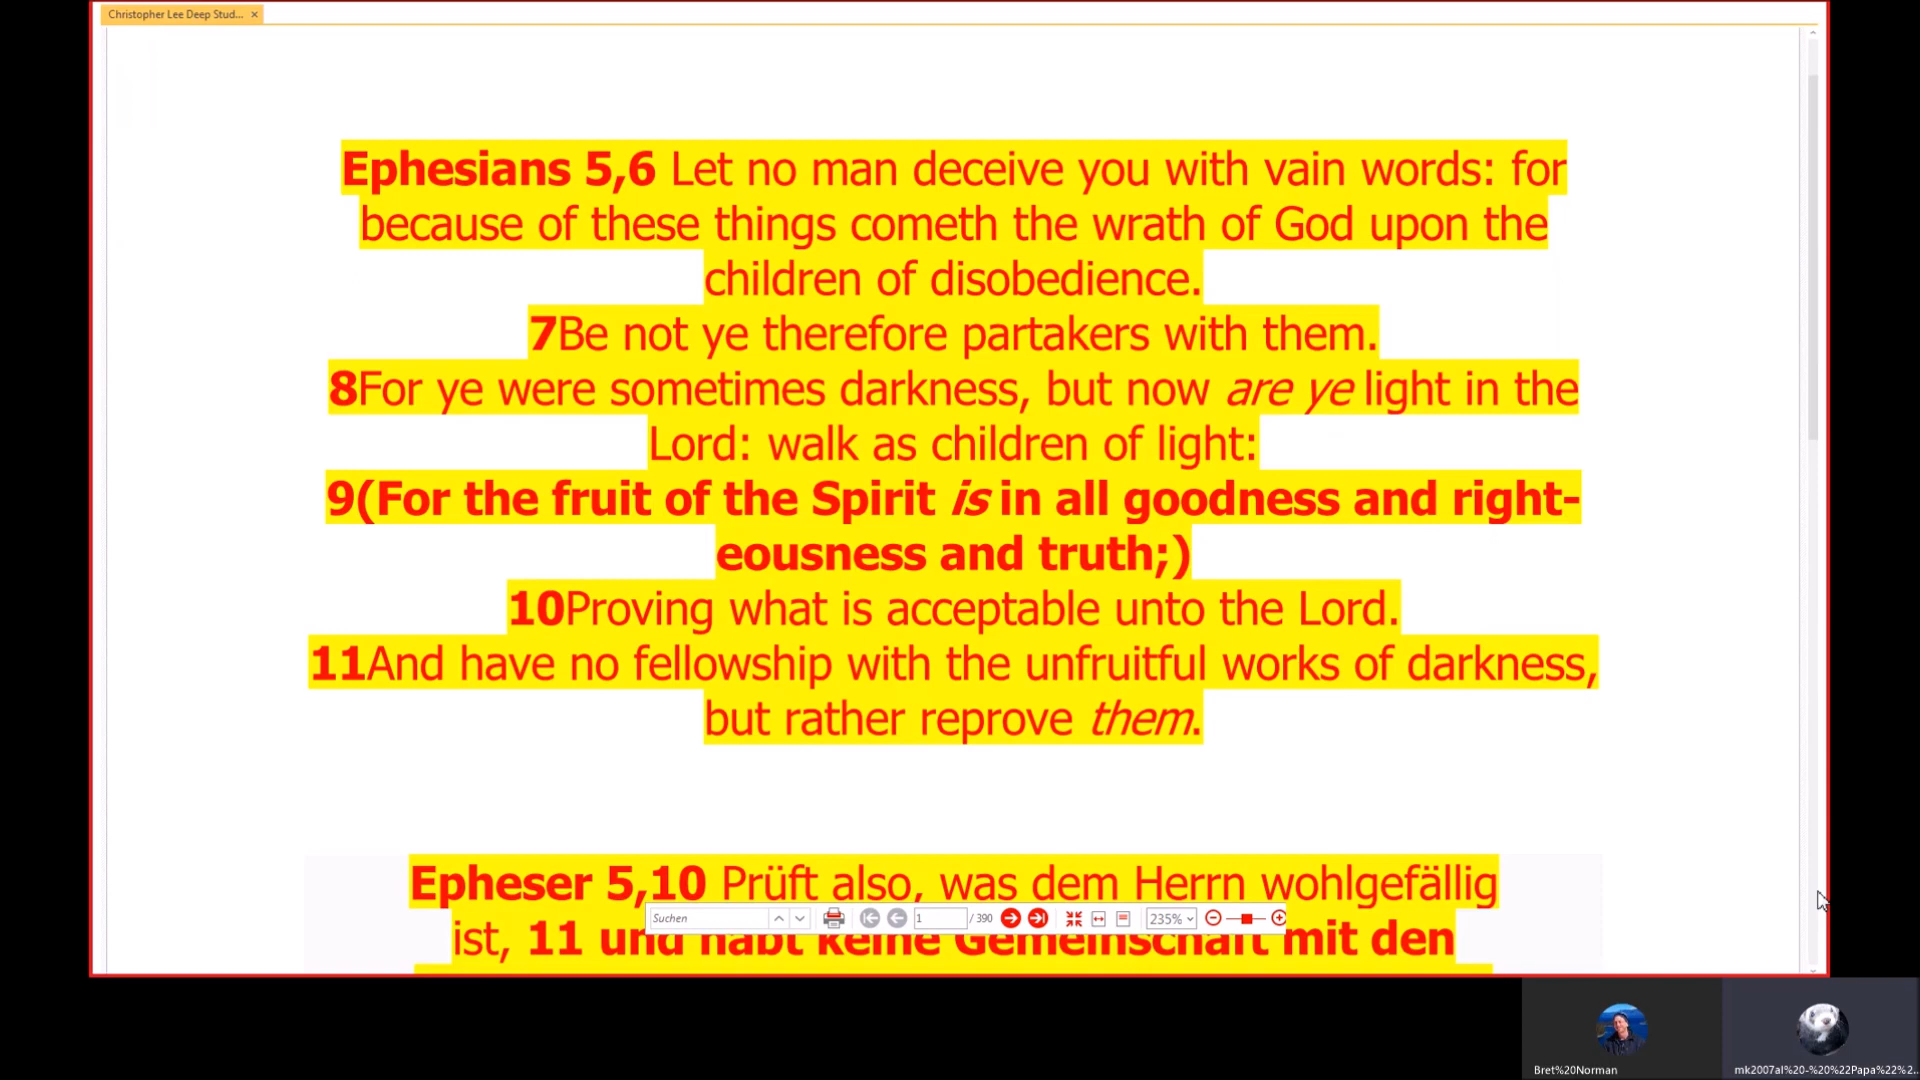 Christopher Lee Deep Stud...
Ephesians 5,6 Let no man deceive you with vain words: for
because of these things cometh the wrath of God upon the
children of disobedience.
7Be not ye therefore partakers with them.
8For ye were sometimes darkness, but now are ye light in the
Lord: walk as children of light:
9(For the fruit of the Spirit is in all goodness and right-
eousness and truth;)
10Proving what is acceptable unto the Lord.
11And have no fellowship with the unfruitful works of darkness,
but rather reprove them.
Epheser 5,10 Prüft also, was dem Herrn wohlgefällig
Suchen 1 / 390 235%
ist, 11 und habt keine Gemeinschaft mit den
Bret%20Norman
mk2007al%20-%20%22Papa%22%2...